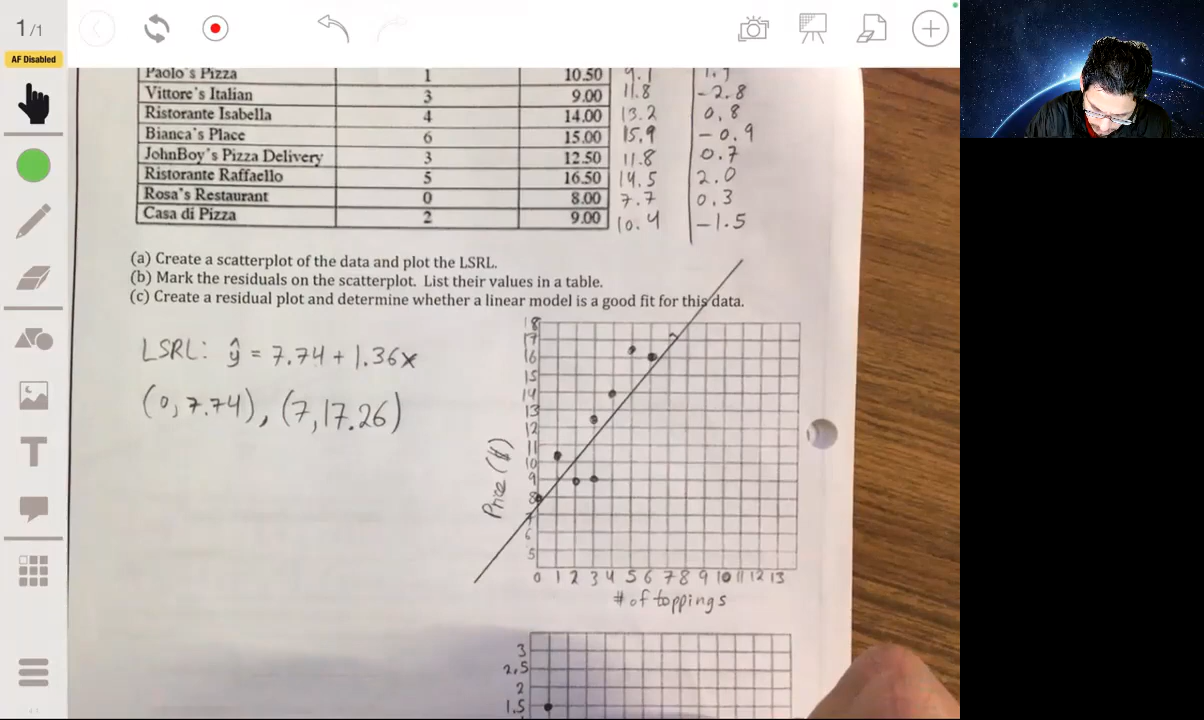 1/1
AF Disabled
Paolo's Pizza 1 10.50 9.1
Vittore's Italian 3 9.00 11.8 -2.8
Ristorante Isabella 4 14.00 13.2 0.8
Bianca's Place 6 15.00 15.9 -0.9
JohnBoy's Pizza Delivery 3 12.50 11.8 0.7
Ristorante Raffaello 5 16.50 14.5 2.0
Rosa's Restaurant 0 8.00 7.7 0.3
Casa di Pizza 2 9.00 10.4 -1.5
(a) Create a scatterplot of the data and plot the LSRL.
(b) Mark the residuals on the scatterplot. List their values in a table.
(c) Create a residual plot and determine whether a linear model is a good fit for this data.
LSRL: ŷ = 7.74 + 1.36x
(0, 7.74), (7, 17.26)
18
17
16
15
14
13
12
11
10
9
8
7
6
5
Price ($)
0 1 2 3 4 5 6 7 8 9 10 11 12 13
# of toppings
3
2.5
2
1.5
T